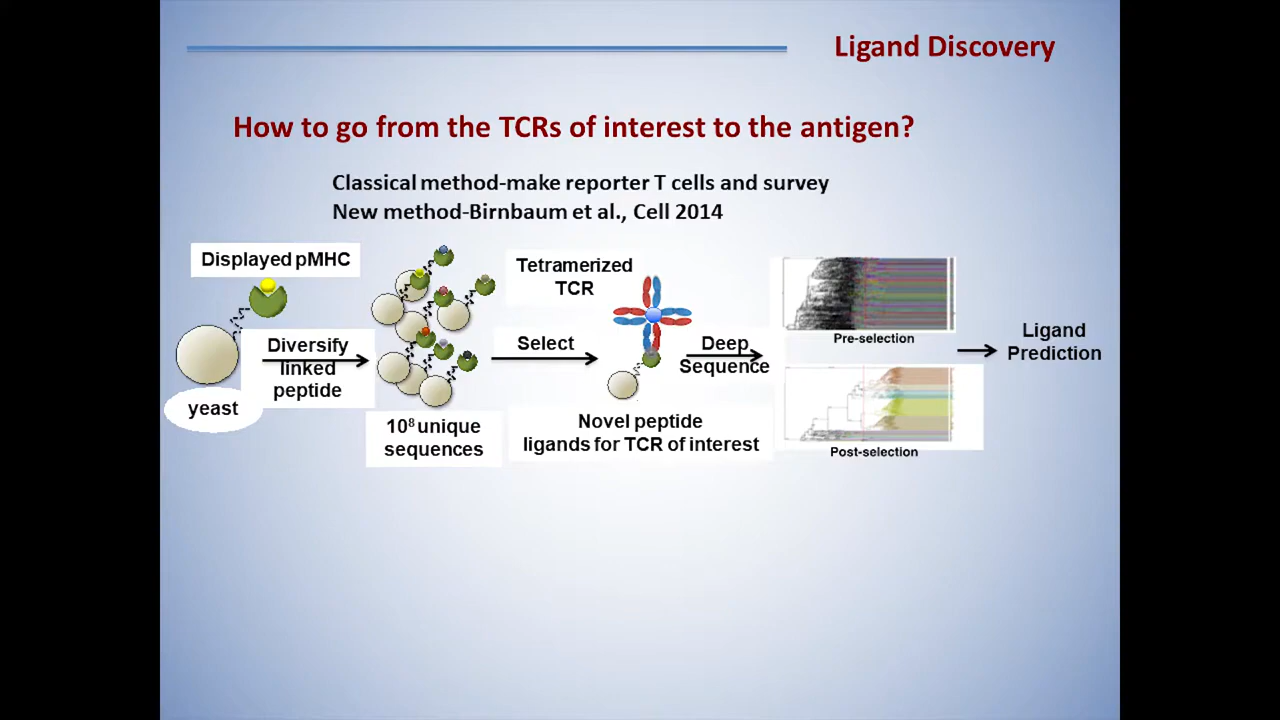 Ligand Discovery
How to go from the TCRs of interest to the antigen?
Classical method-make reporter T cells and survey
New method-Birnbaum et al., Cell 2014
Displayed pMHC
yeast
Diversify
linked
peptide
10⁸ unique
sequences
Tetramerized
TCR
Select
Novel peptide
ligands for TCR of interest
Deep
Sequence
Pre-selection
Post-selection
Ligand
Prediction